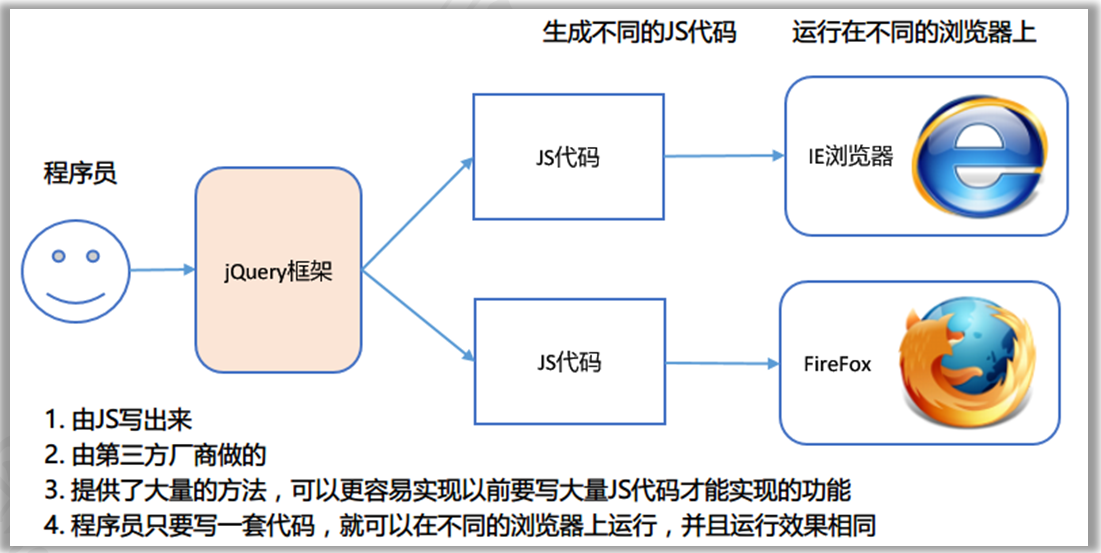 生成不同的JS代码 运行在不同的浏览器上
程序员
jQuery框架
JS代码
IE浏览器
JS代码
FireFox
1. 由JS写出来
2. 由第三方厂商做的
3. 提供了大量的方法，可以更容易实现以前要写大量JS代码才能实现的功能
4. 程序员只要写一套代码，就可以在不同的浏览器上运行，并且运行效果相同